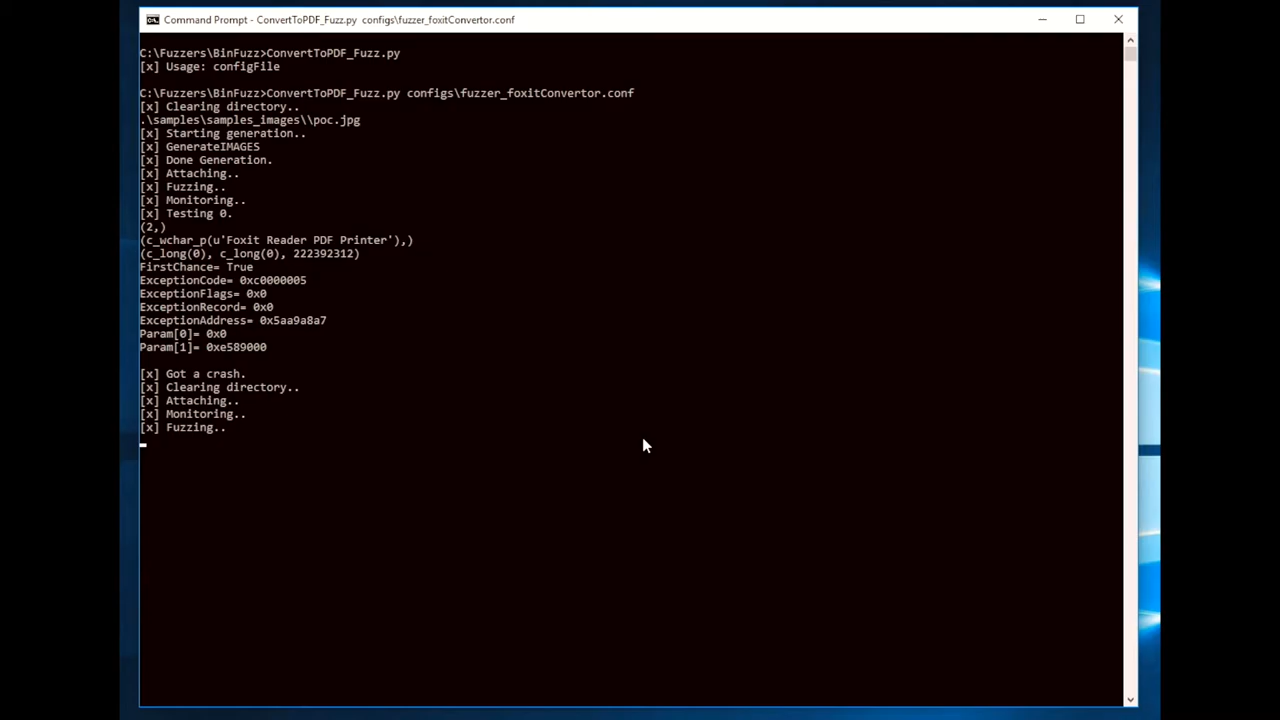 Command Prompt - ConvertToPDF_Fuzz.py configs\fuzzer_foxitConvertor.conf
C:\Fuzzers\BinFuzz>ConvertToPDF_Fuzz.py
[x] Usage: configFile
C:\Fuzzers\BinFuzz>ConvertToPDF_Fuzz.py configs\fuzzer_foxitConvertor.conf
[x] Clearing directory..
.\samples\samples_images\\poc.jpg
[x] Starting generation..
[x] GenerateIMAGES
[x] Done Generation.
[x] Attaching..
[x] Fuzzing..
[x] Monitoring..
[x] Testing 0.
(2,)
(c_wchar_p(u'Foxit Reader PDF Printer'),)
(c_long(0), c_long(0), 222392312)
FirstChance= True
ExceptionCode= 0xc0000005
ExceptionFlags= 0x0
ExceptionRecord= 0x0
ExceptionAddress= 0x5aa9a8a7
Param[0]= 0x0
Param[1]= 0xe589000
[x] Got a crash.
[x] Clearing directory..
[x] Attaching..
[x] Monitoring..
[x] Fuzzing..